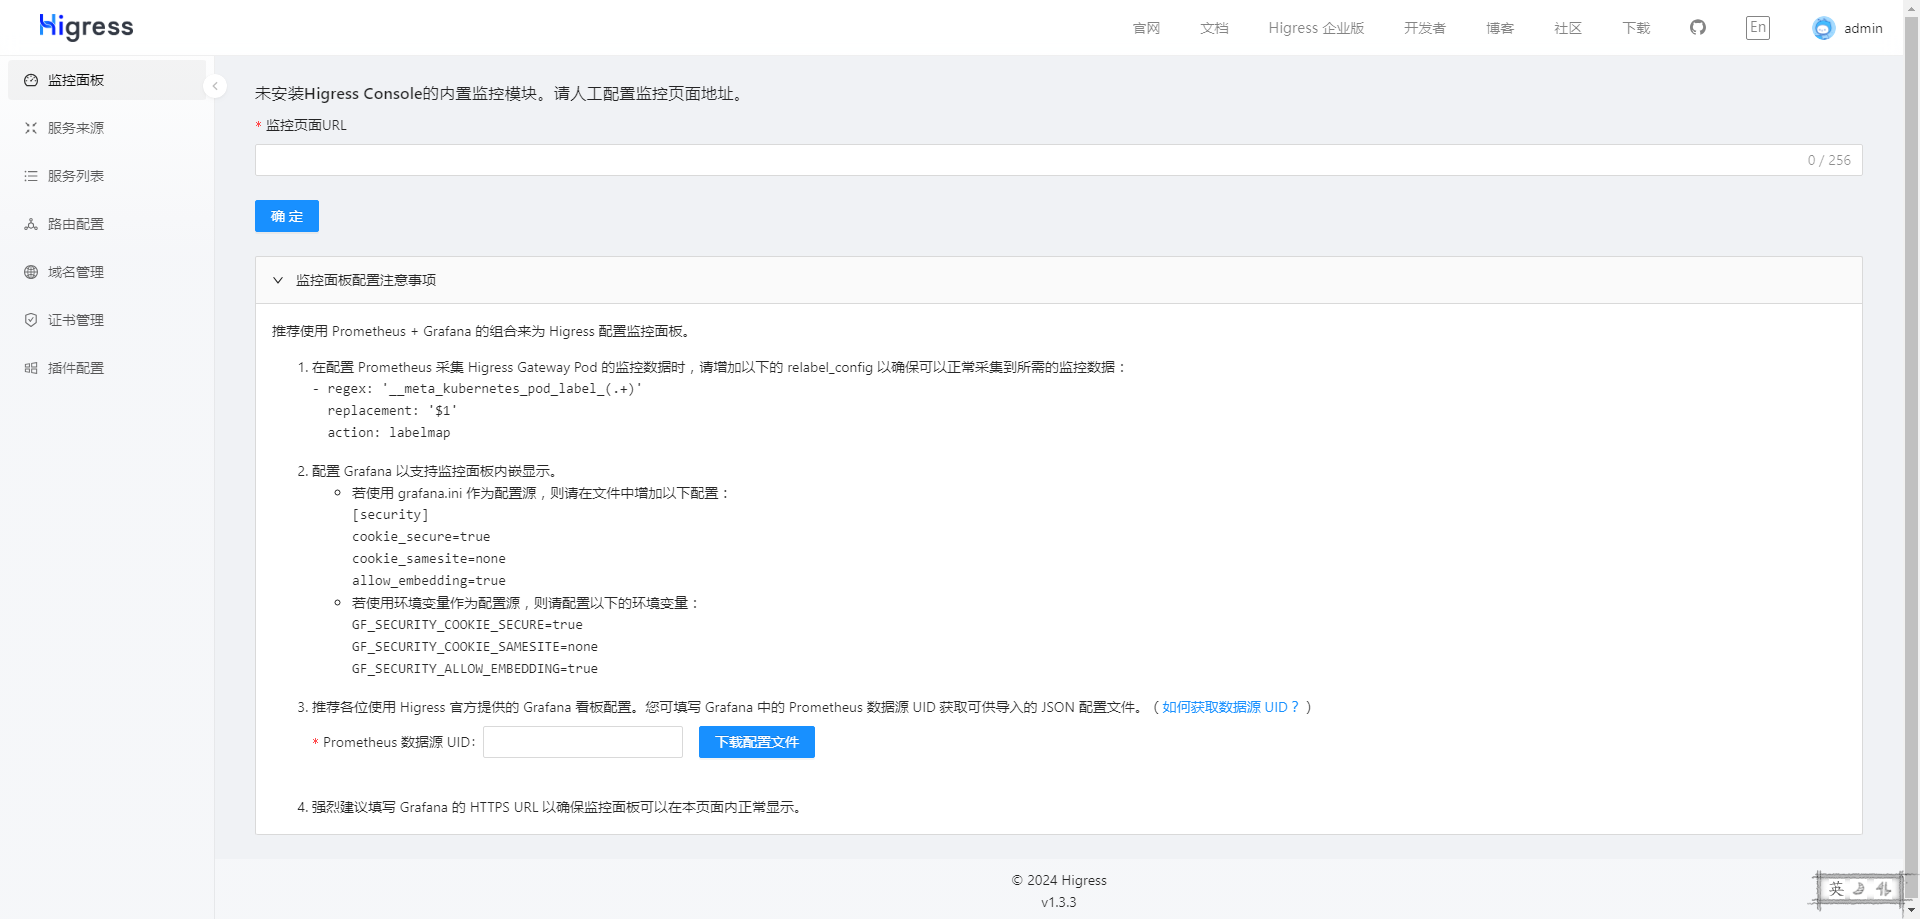 Higress
官网 文档 Higress 企业版 开发者 博客 社区 下载 En admin
监控面板
服务来源
服务列表
路由配置
域名管理
证书管理
插件配置
未安装Higress Console的内置监控模块。请人工配置监控页面地址。
* 监控页面URL
0 / 256
确 定
监控面板配置注意事项
推荐使用 Prometheus + Grafana 的组合来为 Higress 配置监控面板。
1. 在配置 Prometheus 采集 Higress Gateway Pod 的监控数据时，请增加以下的 relabel_config 以确保可以正常采集到所需的监控数据：
- regex: '__meta_kubernetes_pod_label_(.+)'
replacement: '$1'
action: labelmap
2. 配置 Grafana 以支持监控面板内嵌显示。
若使用 grafana.ini 作为配置源，则请在文件中增加以下配置：
[security]
cookie_secure=true
cookie_samesite=none
allow_embedding=true
若使用环境变量作为配置源，则请配置以下的环境变量：
GF_SECURITY_COOKIE_SECURE=true
GF_SECURITY_COOKIE_SAMESITE=none
GF_SECURITY_ALLOW_EMBEDDING=true
3. 推荐各位使用 Higress 官方提供的 Grafana 看板配置。您可填写 Grafana 中的 Prometheus 数据源 UID 获取可供导入的 JSON 配置文件。（如何获取数据源 UID？）
* Prometheus 数据源 UID: 下载配置文件
4. 强烈建议填写 Grafana 的 HTTPS URL 以确保监控面板可以在本页面内正常显示。
© 2024 Higress
v1.3.3
英